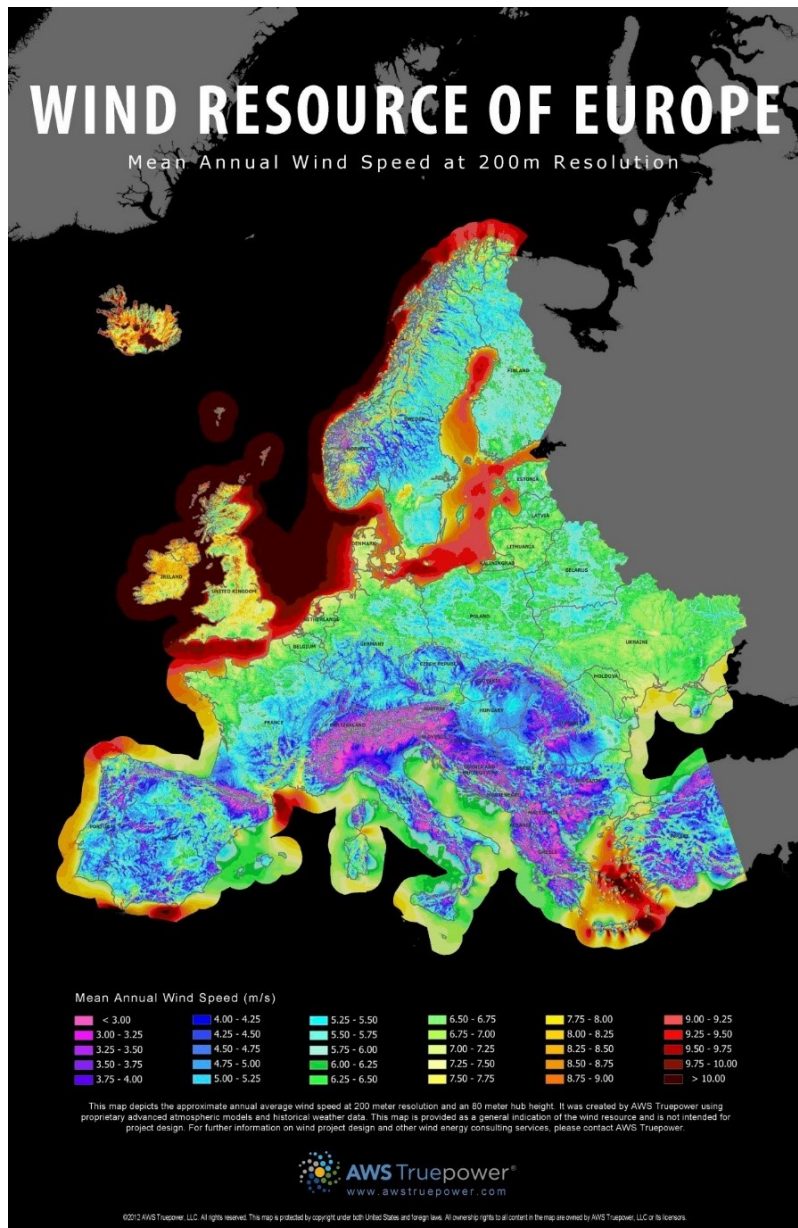 WIND RESOURCE OF EUROPE
Mean Annual Wind Speed at 200m Resolution
FINLAND
SWEDEN
NORWAY
ESTONIA
LATVIA
DENMARK
LITHUANIA
KALININGRAD
BELARUS
IRELAND
UNITED KINGDOM
NETHERLANDS
POLAND
BELGIUM
GERMANY
UKRAINE
CZECH REPUBLIC
MOLDOVA
AUSTRIA
HUNGARY
FRANCE
SWITZERLAND
GREECE
Mean Annual Wind Speed (m/s)
< 3.00
3.00 - 3.25
3.25 - 3.50
3.50 - 3.75
3.75 - 4.00
4.00 - 4.25
4.25 - 4.50
4.50 - 4.75
4.75 - 5.00
5.00 - 5.25
5.25 - 5.50
5.50 - 5.75
5.75 - 6.00
6.00 - 6.25
6.25 - 6.50
6.50 - 6.75
6.75 - 7.00
7.00 - 7.25
7.25 - 7.50
7.50 - 7.75
7.75 - 8.00
8.00 - 8.25
8.25 - 8.50
8.50 - 8.75
8.75 - 9.00
9.00 - 9.25
9.25 - 9.50
9.50 - 9.75
9.75 - 10.00
> 10.00
This map depicts the approximate annual average wind speed at 200 meter resolution and an 80 meter hub height. It was created by AWS Truepower using
proprietary advanced atmospheric models and historical weather data. This map is provided as a general indication of the wind resource and is not intended for
project design. For further information on wind project design and other wind energy consulting services, please contact AWS Truepower.
AWS Truepower®
www.awstruepower.com
©2012 AWS Truepower, LLC. All rights reserved. This map is protected by copyright under both United States and foreign laws. All ownership rights to all content in the map are owned by AWS Truepower, LLC or its licensors.